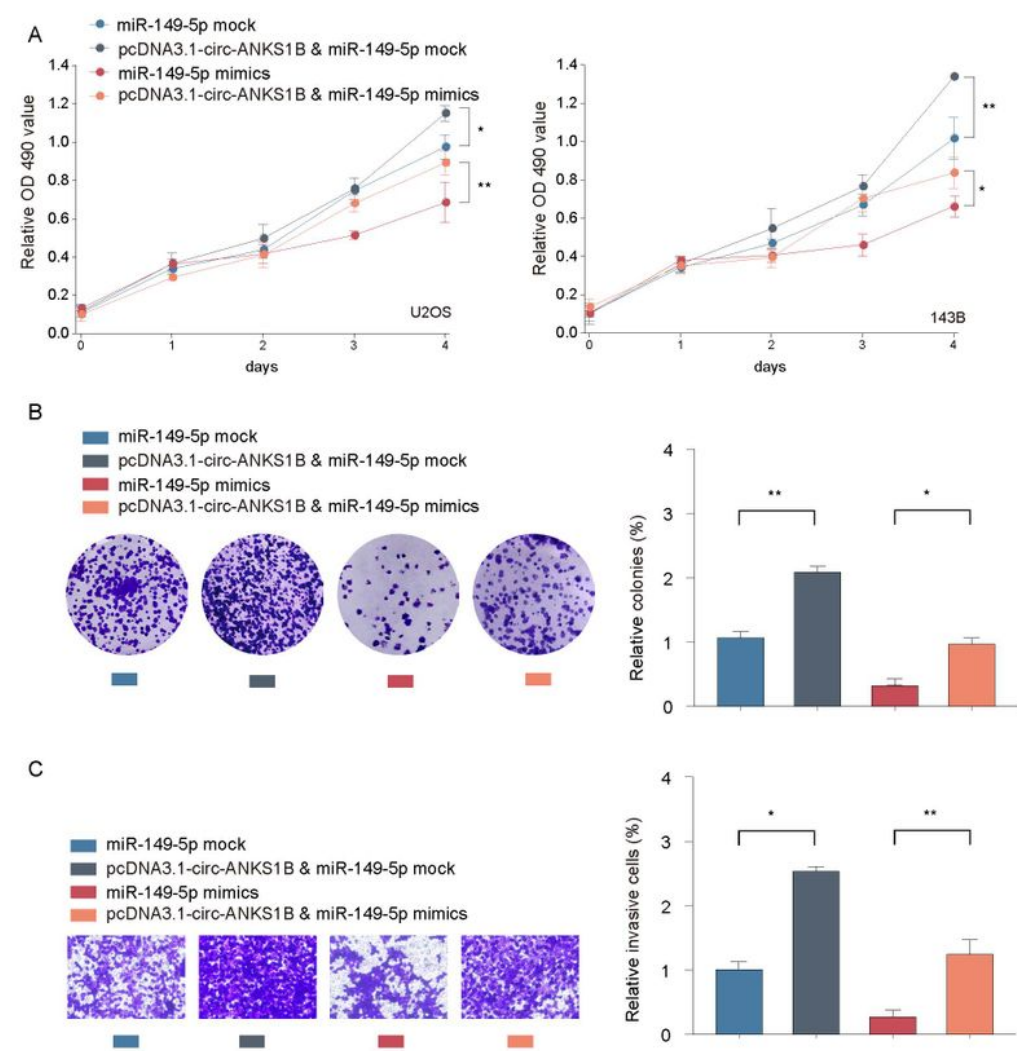 A
miR-149-5p mock
pcDNA3.1-circ-ANKS1B & miR-149-5p mock
miR-149-5p mimics
pcDNA3.1-circ-ANKS1B & miR-149-5p mimics
Relative OD 490 value
1.4
1.2
1.0
0.8
0.6
0.4
0.2
0.0
*
**
U2OS
0
1
2
3
4
days
Relative OD 490 value
1.4
1.2
1.0
0.8
0.6
0.4
0.2
0.0
**
*
143B
0
1
2
3
4
days
B
miR-149-5p mock
pcDNA3.1-circ-ANKS1B & miR-149-5p mock
miR-149-5p mimics
pcDNA3.1-circ-ANKS1B & miR-149-5p mimics
Relative colonies (%)
4
3
2
1
0
**
*
C
miR-149-5p mock
pcDNA3.1-circ-ANKS1B & miR-149-5p mock
miR-149-5p mimics
pcDNA3.1-circ-ANKS1B & miR-149-5p mimics
Relative invasive cells (%)
4
3
2
1
0
*
**